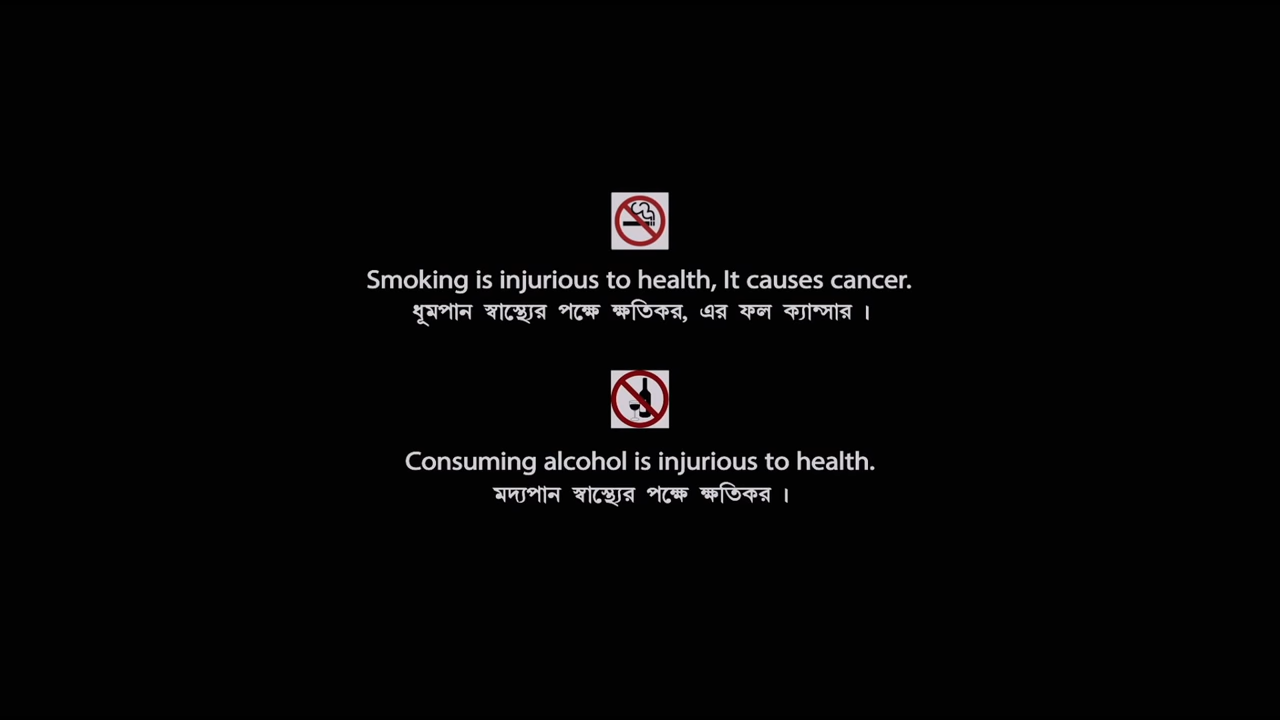 Smoking is injurious to health, It causes cancer.
ধূমপান স্বাস্থ্যের পক্ষে ক্ষতিকর, এর ফল ক্যান্সার ।
Consuming alcohol is injurious to health.
মদ্যপান স্বাস্থ্যের পক্ষে ক্ষতিকর ।